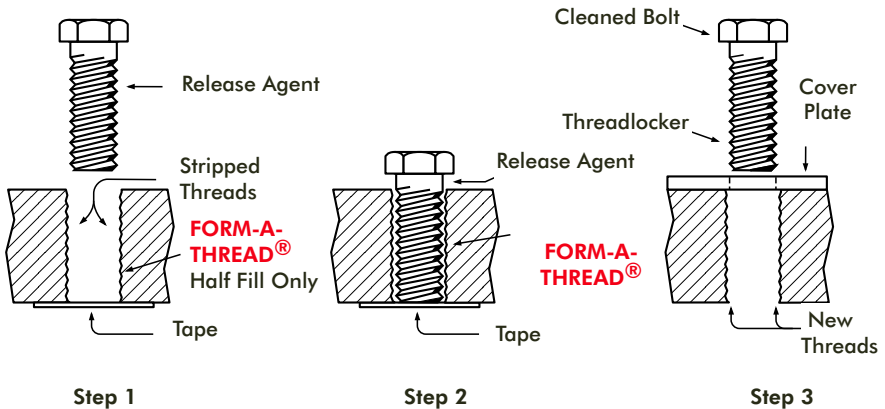 Release Agent
Stripped
Threads
FORM-A-
THREAD®
Half Fill Only
Tape
Step 1
Release Agent
FORM-A-
THREAD®
Tape
Step 2
Cleaned Bolt
Cover
Plate
Threadlocker
New
Threads
Step 3